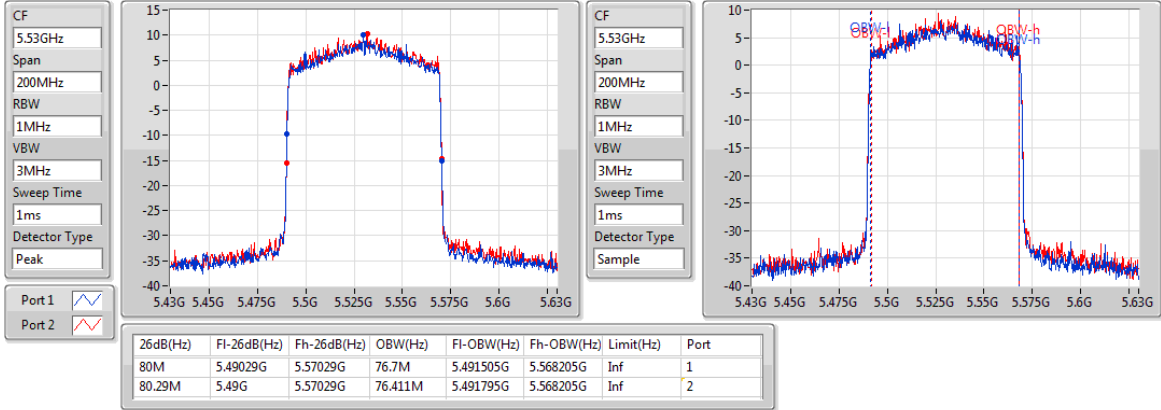 CF
5.53GHz
Span
200MHz
RBW
1MHz
VBW
3MHz
Sweep Time
1ms
Detector Type
Peak
Port 1
Port 2
15
10
5
0
-5
-10
-15
-20
-25
-30
-35
-40
5.43G 5.45G 5.475G 5.5G 5.525G 5.55G 5.575G 5.6G 5.63G
CF
5.53GHz
Span
200MHz
RBW
1MHz
VBW
3MHz
Sweep Time
1ms
Detector Type
Sample
10
5
0
-5
-10
-15
-20
-25
-30
-35
-40
OBW-l
OBW-l
OBW-h
OBW-h
5.43G 5.45G 5.475G 5.5G 5.525G 5.55G 5.575G 5.6G 5.63G
26dB(Hz) Fl-26dB(Hz) Fh-26dB(Hz) OBW(Hz) Fl-OBW(Hz) Fh-OBW(Hz) Limit(Hz) Port
80M 5.49029G 5.57029G 76.7M 5.491505G 5.568205G Inf 1
80.29M 5.49G 5.57029G 76.411M 5.491795G 5.568205G Inf 2